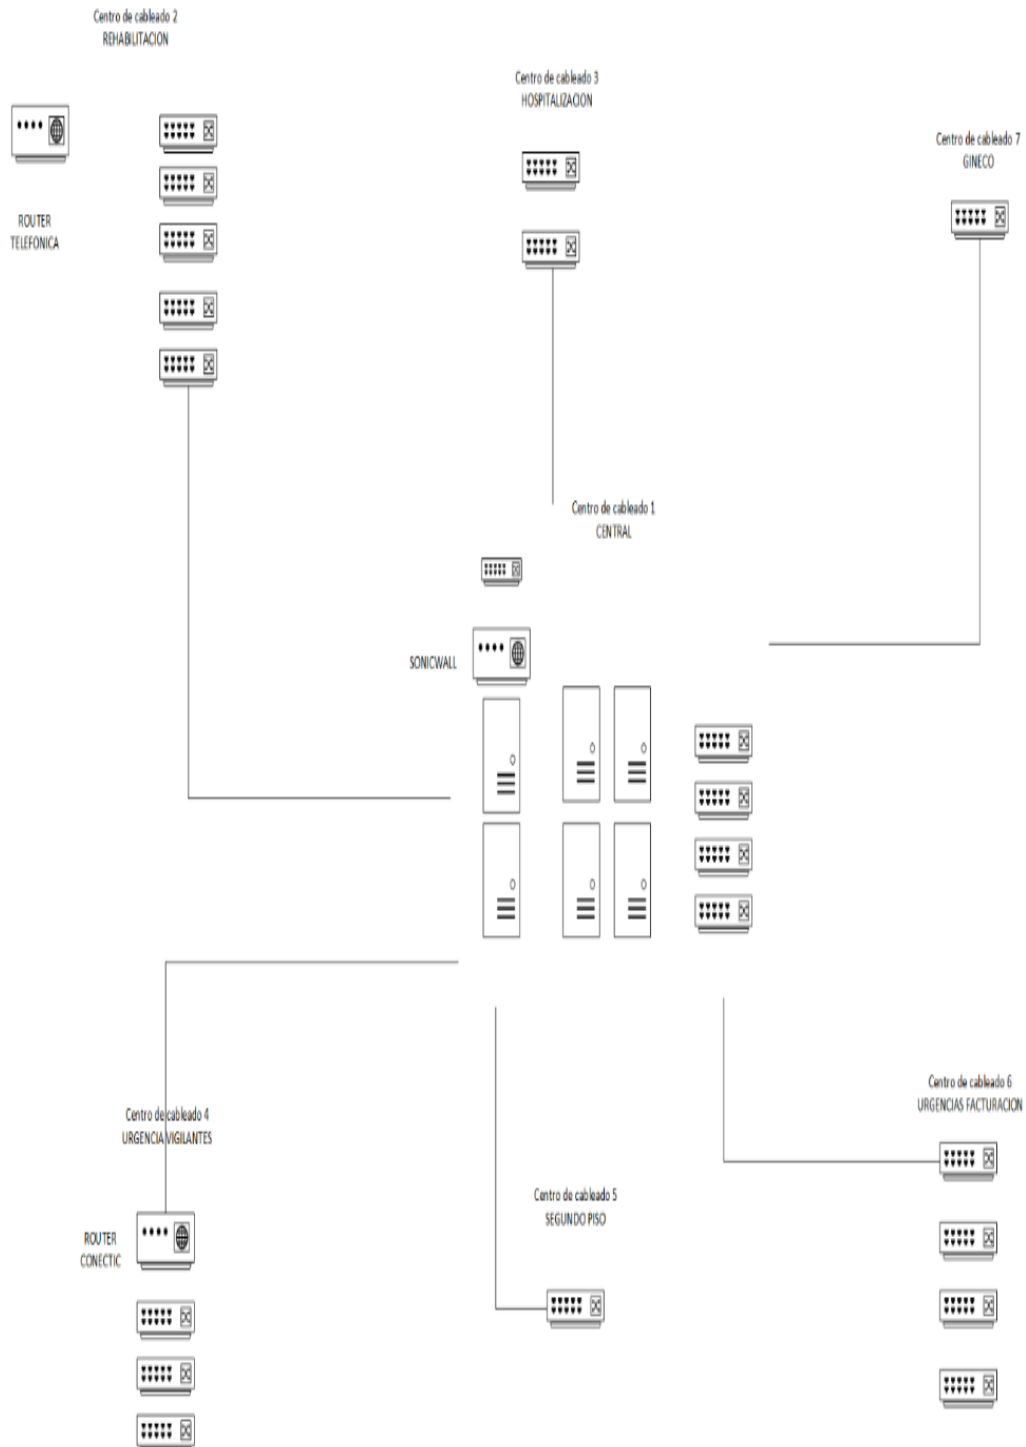 Centro de cableado 2
REHABILITACION
Centro de cableado 3
HOSPITALIZACION
Centro de cableado 7
GINECO
ROUTER
TELEFONICA
Centro de cableado 1
CENTRAL
SONICWALL
Centro de cableado 4
URGENCIA VIGILANTES
Centro de cableado 6
URGENCIAS FACTURACION
Centro de cableado 5
SEGUNDO PISO
ROUTER
CONECTIC